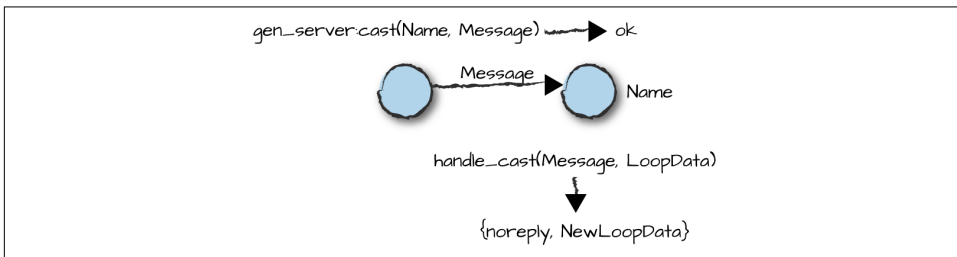 gen_server:cast(Name, Message) ok
Message
Name
handle_cast(Message, LoopData)
{noreply, NewLoopData}